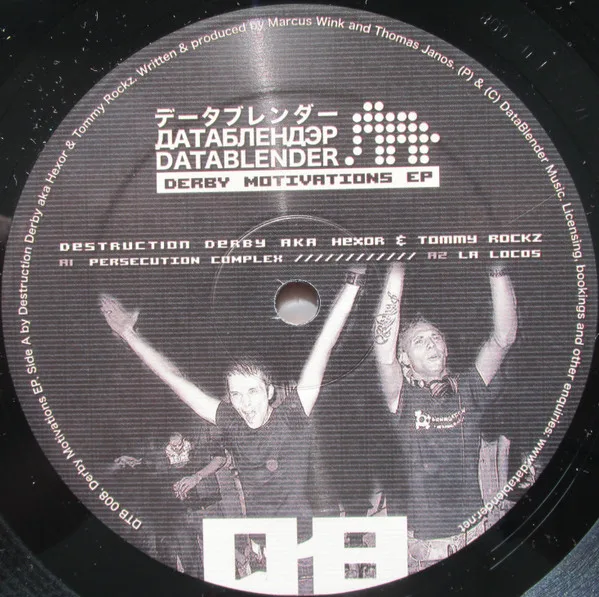 DTB 008. Derby Motivations EP. Side A by Destruction Derby aka Hexor & Tommy Rockz. Written & produced by Marcus Wink and Thomas Janos. (P) & (C) DataBlender Music. Licensing, bookings and other enquiries: www.datablender.net
データブレンダー
ДАТАБЛЕНДЭР
DATABLENDER
DERBY MOTIVATIONS EP
DESTRUCTION DERBY AKA HEXOR & TOMMY ROCKZ
A1 PERSECUTION COMPLEX //////////// A2 LA LOCOS
08